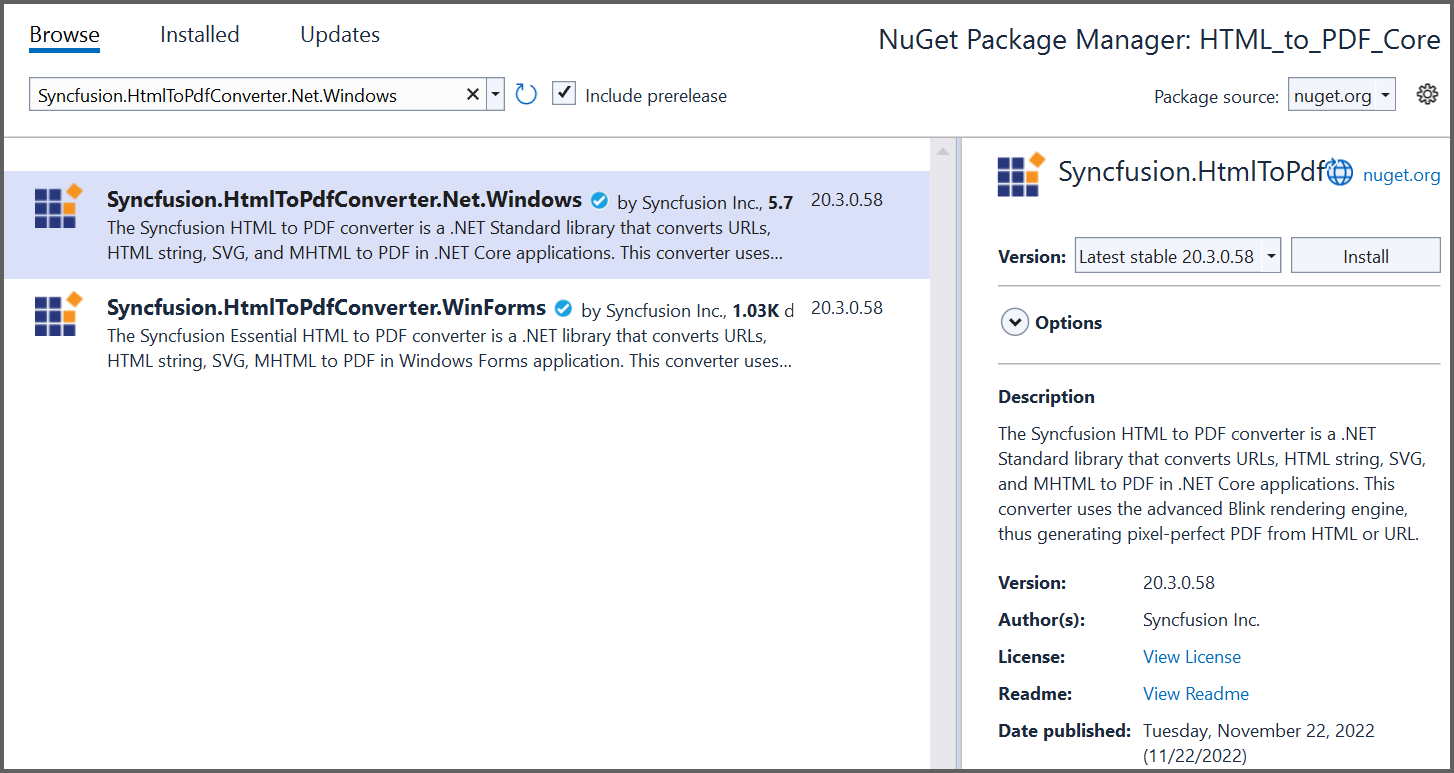 Browse Installed Updates
NuGet Package Manager: HTML_to_PDF_Core
Syncfusion.HtmlToPdfConverter.Net.Windows
Include prerelease
Package source: nuget.org
Syncfusion.HtmlToPdfConverter.Net.Windows by Syncfusion Inc., 5.7 20.3.0.58
The Syncfusion HTML to PDF converter is a .NET Standard library that converts URLs,
HTML string, SVG, and MHTML to PDF in .NET Core applications. This converter uses...
Syncfusion.HtmlToPdfConverter.WinForms by Syncfusion Inc., 1.03K d 20.3.0.58
The Syncfusion Essential HTML to PDF converter is a .NET library that converts URLs,
HTML string, SVG, MHTML to PDF in Windows Forms application. This converter uses...
Syncfusion.HtmlToPdf nuget.org
Version: Latest stable 20.3.0.58 Install
Options
Description
The Syncfusion HTML to PDF converter is a .NET
Standard library that converts URLs, HTML string, SVG,
and MHTML to PDF in .NET Core applications. This
converter uses the advanced Blink rendering engine,
thus generating pixel-perfect PDF from HTML or URL.
Version: 20.3.0.58
Author(s): Syncfusion Inc.
License: View License
Readme: View Readme
Date published: Tuesday, November 22, 2022
(11/22/2022)